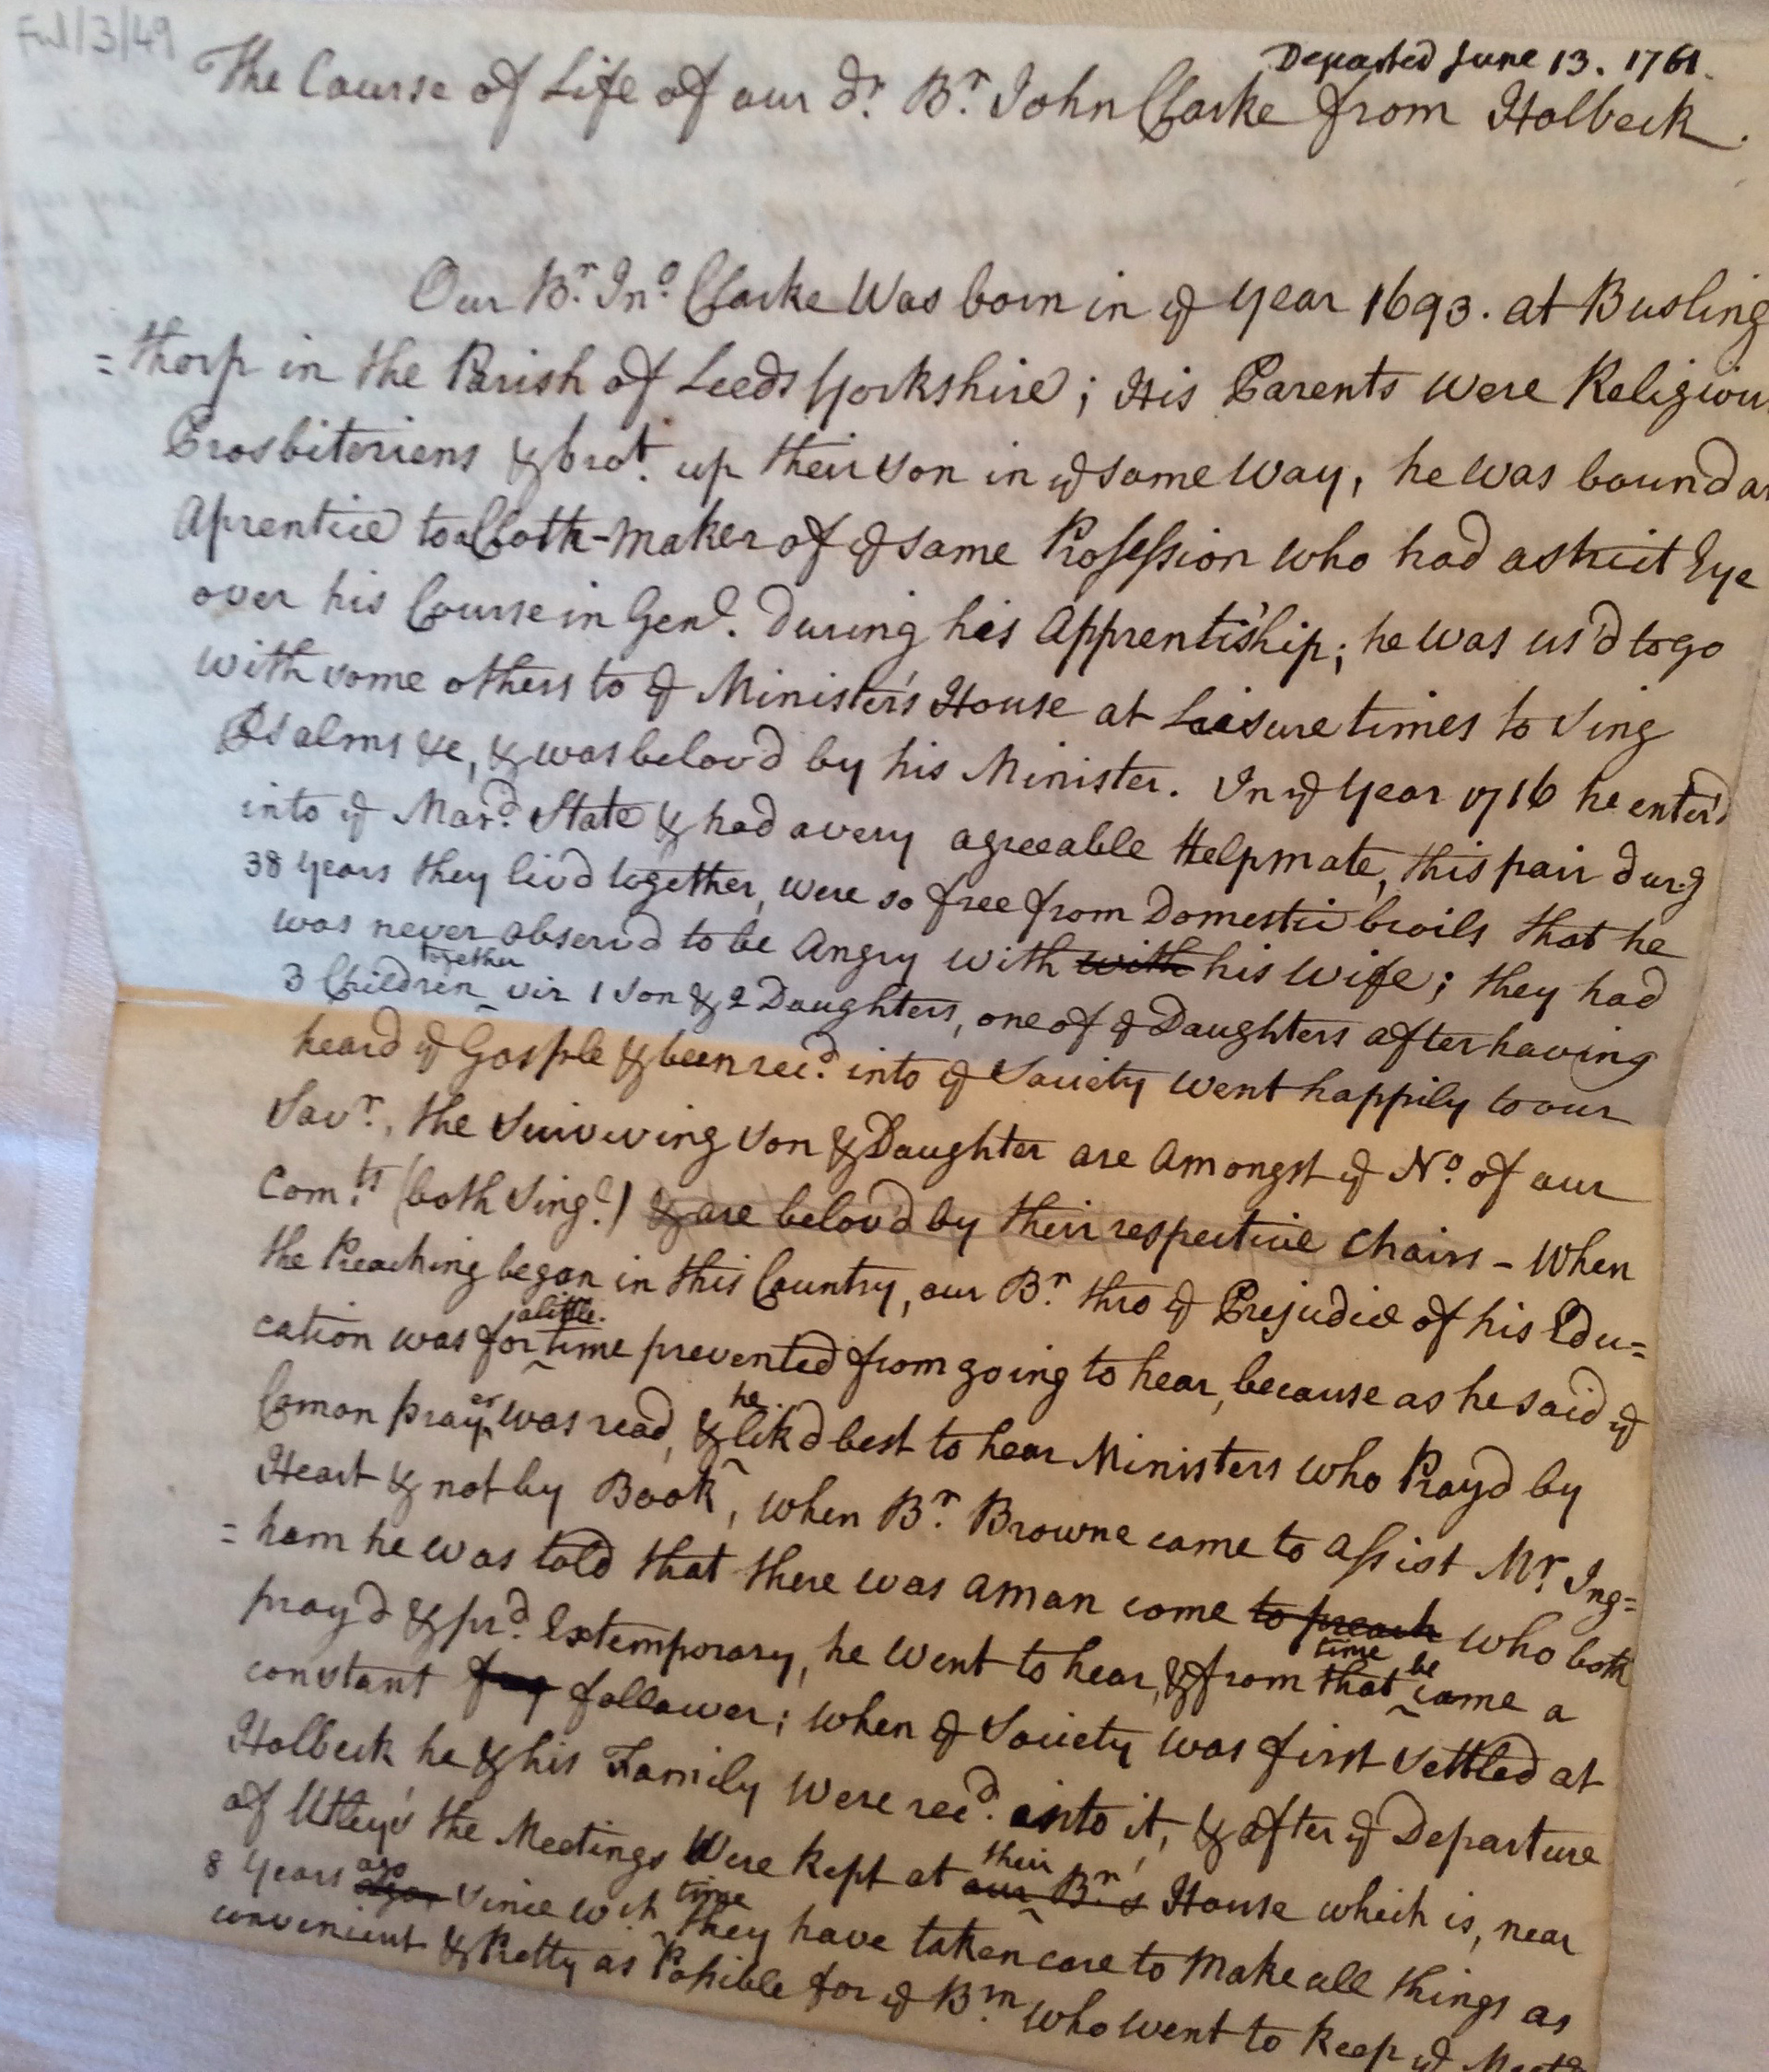 Ful/3/49
Departed June 13. 1761.
The Course of Life of our dr. Br. John Clarke from Holbeck.
Our Br. Jno. Clarke Was born in ye Year 1693. at Busling
=thorp in the Parish of Leeds Yorkshire; His Parents were Religiou
Prosbiteriens & brot. up their son in ye same Way, he was bound a
Aprentice to a Cloth-maker of ye same Profession who had a strict Eye
over his Course in Genl. During his Apprentiship; he was us'd to go
with some others to ye Minister's House at Leisure times to sing
Psalms &c, & was belov'd by his Minister. In ye Year 1716 he enter'd
into ye Mard. State & had a very agreeable Helpmate, this pair durg
38 Years they liv'd together, were so free from Domestic broils that he
was never observ'd to be Angry with with his wife; they had
3 Children together viz 1 Son & 2 Daughters, one of ye Daughters after having
heard ye Gosple & been recd. into ye Society went happily to our
Savr., the Surviving Son & Daughter are Amongst ye No. of our
Comts. (both Singl.) & are belov'd by their respective Choirs - When
the Preaching began in this Country, our Br. thro ye Prejudice of his Edu=
cation was for a little time prevented from going to hear, because as he said ye
Comon prayer was read, & he lik'd best to hear Ministers who Pray'd by
Heart & not by Book, when Br. Browne came to assist Mr. Ing=
=ham he was told that there was a man come to preach who both
pray'd & prd. Extemporary, he went to hear, & from that time became a
constant follower; when ye Society was first settled at
Holbeck he & his Family were recd. into it, & after ye Departure
of Utley's the Meetings Were kept at our Br.'s their House which is, near
8 Years ago since wch time they have taken care to make all things as
convenient & Pretty as Possible for ye Brn. who went to keep ye